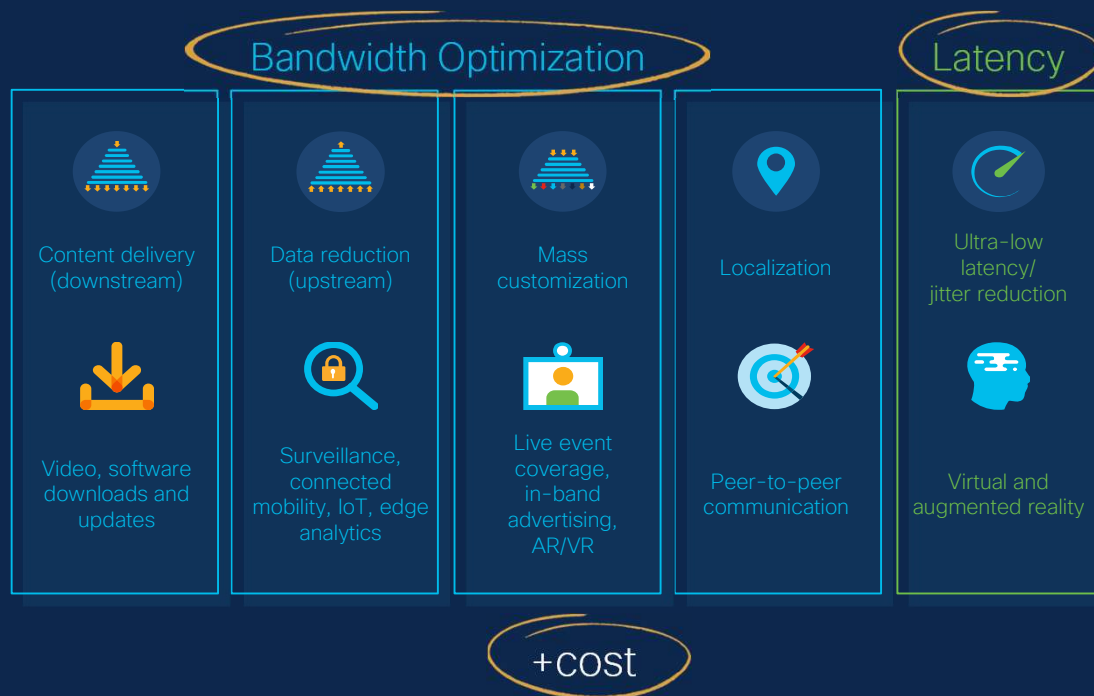 Bandwidth Optimization
Latency
Content delivery
(downstream)
Video, software
downloads and
updates
Data reduction
(upstream)
Surveillance,
connected
mobility, IoT, edge
analytics
Mass
customization
Live event
coverage,
in-band
advertising,
AR/VR
Localization
Peer-to-peer
communication
Ultra-low
latency/
jitter reduction
Virtual and
augmented reality
+cost